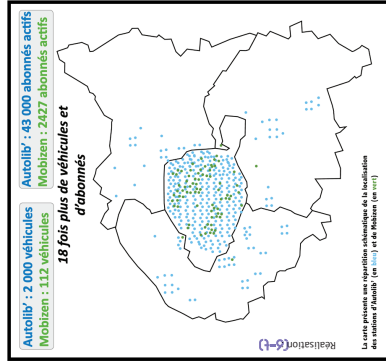 Autolib' : 2 000 véhicules
Mobizen : 112 véhicules
Autolib' : 43 000 abonnés actifs
Mobizen : 2427 abonnés actifs
18 fois plus de véhicules et
d'abonnés
Réalisation
La carte présente une répartition schématique de la localisation
des stations d'Autolib' (en bleu) et de Mobizen (en vert)